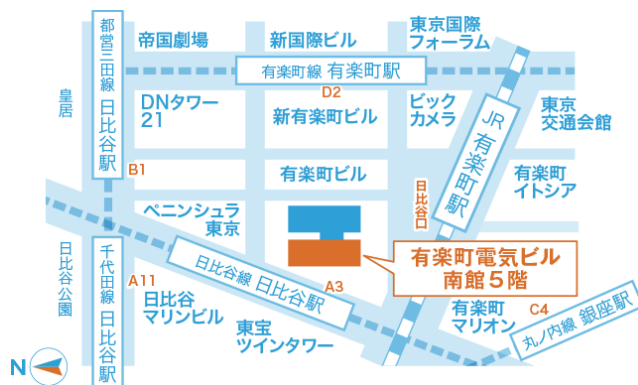 都営三田線 日比谷駅
帝国劇場
新国際ビル
東京国際
フォーラム
有楽町線 有楽町駅
D2
皇居
DNタワー
21
新有楽町ビル
ビック
カメラ
JR 有楽町駅
東京
交通会館
B1
有楽町ビル
日比谷口
有楽町
イトシア
ペニンシュラ
東京
日比谷公園
千代田線 日比谷駅
A11
日比谷
マリンビル
日比谷線 日比谷駅
A3
有楽町電気ビル
南館5階
東宝
ツインタワー
有楽町
マリオン
C4
丸ノ内線 銀座駅
N